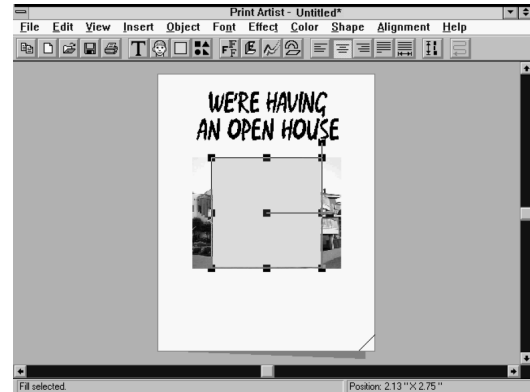 Print Artist - Untitled*
File Edit View Insert Object Font Effect Color Shape Alignment Help
WE'RE HAVING
AN OPEN HOUSE
Fill selected.
Position: 2.13 " X 2.75 "